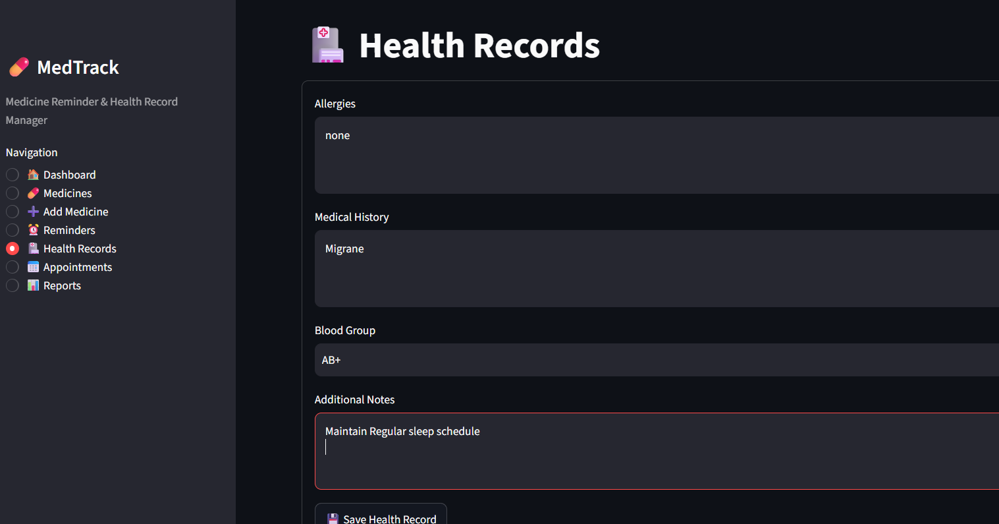 MedTrack
Medicine Reminder & Health Record
Manager
Navigation
Dashboard
Medicines
Add Medicine
Reminders
Health Records
Appointments
Reports
Health Records
Allergies
none
Medical History
Migrane
Blood Group
AB+
Additional Notes
Maintain Regular sleep schedule
Save Health Record